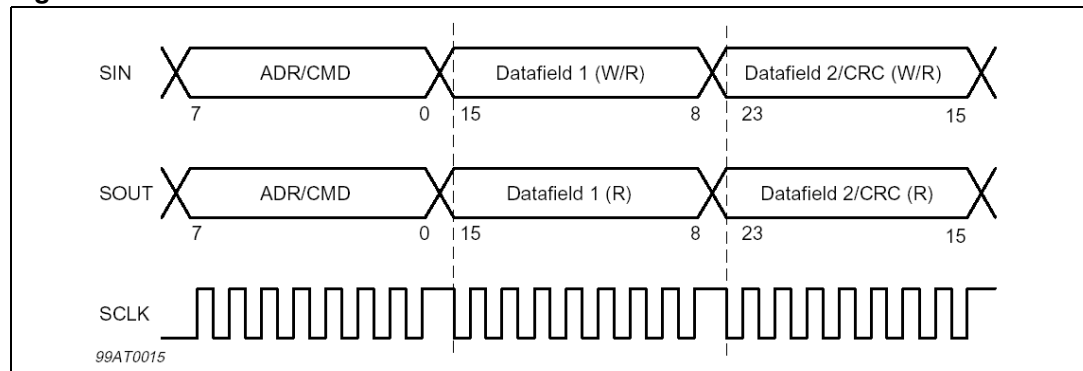 SIN ADR/CMD Datafield 1 (W/R) Datafield 2/CRC (W/R)
7 0 15 8 23 15
SOUT ADR/CMD Datafield 1 (R) Datafield 2/CRC (R)
7 0 15 8 23 15
SCLK
99AT0015